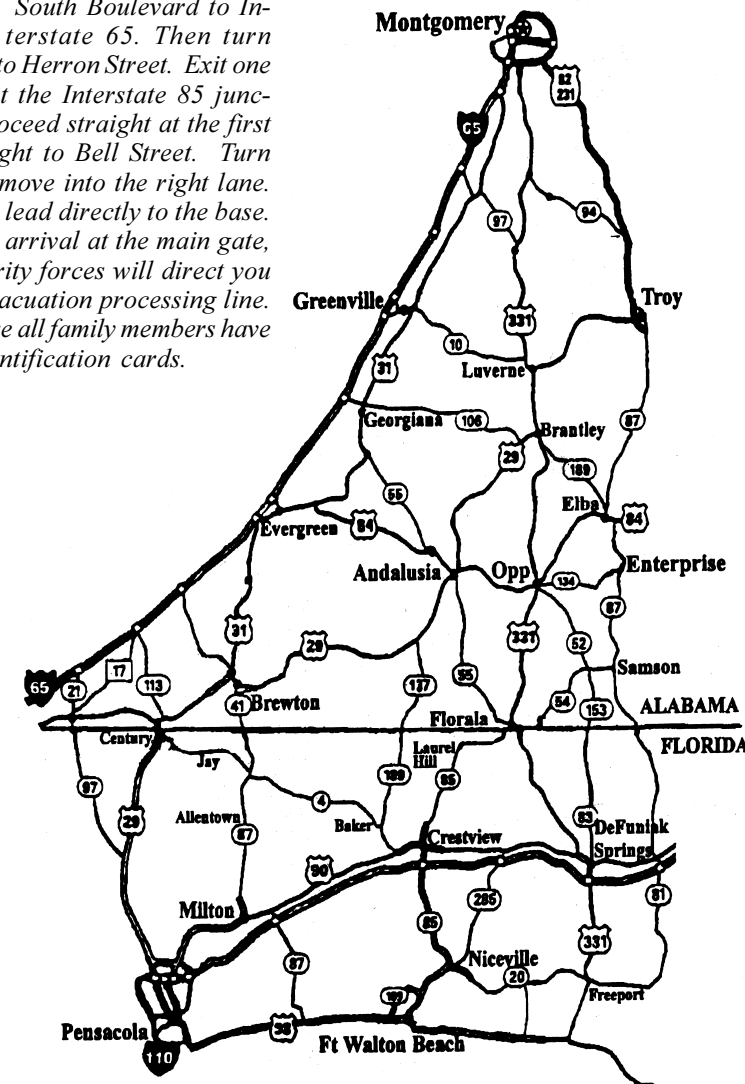 South Boulevard to In-
terstate 65. Then turn
to Herron Street. Exit one
t the Interstate 85 junc-
oceed straight at the first
ght to Bell Street. Turn
move into the right lane.
lead directly to the base.
arrival at the main gate,
rity forces will direct you
vacuation processing line.
e all family members have
ntification cards.
Montgomery
82
231
65
97
94
Greenville
331
Troy
10
31
Luverne
Georgiana
106
Brantley
87
29
189
55
Elba
84
Evergreen
84
Andalusia
Opp
134
Enterprise
87
31
29
331
52
65
21
17
113
137
55
Samson
54
41
Brewton
Florala
153
ALABAMA
Century
Laurel
Hill
FLORIDA
Jay
97
189
85
4
29
Allentown
87
Baker
83
Crestview
DeFuniak
Springs
90
81
285
Milton
85
331
87
Niceville
20
Freeport
189
Pensacola
98
Ft Walton Beach
110